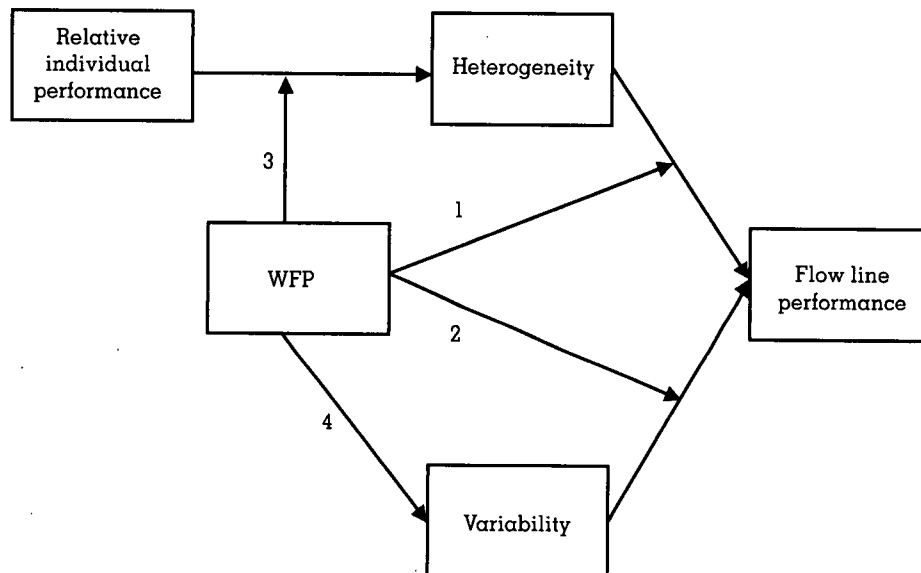 Relative
individual
performance
Heterogeneity
3
1
WFP
Flow line
performance
2
4
Variability